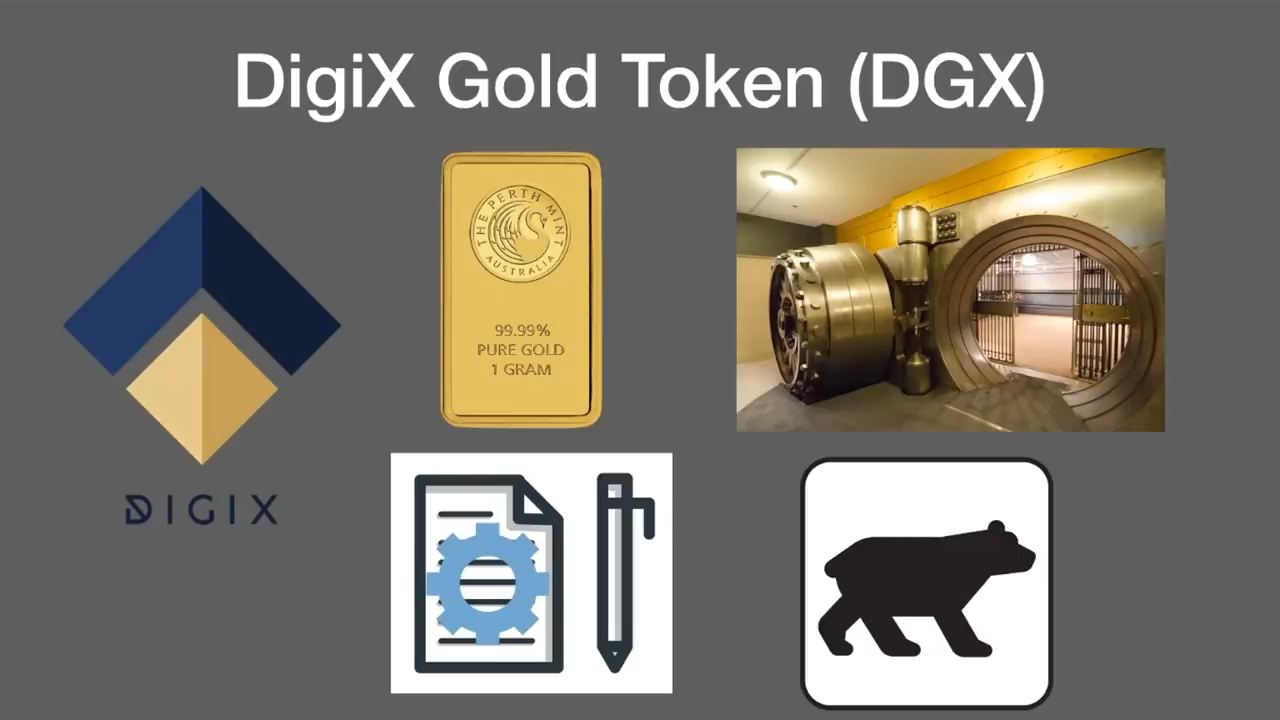 DigiX Gold Token (DGX)
THE PERTH MINT
AUSTRALIA
99.99%
PURE GOLD
1 GRAM
DIGIX